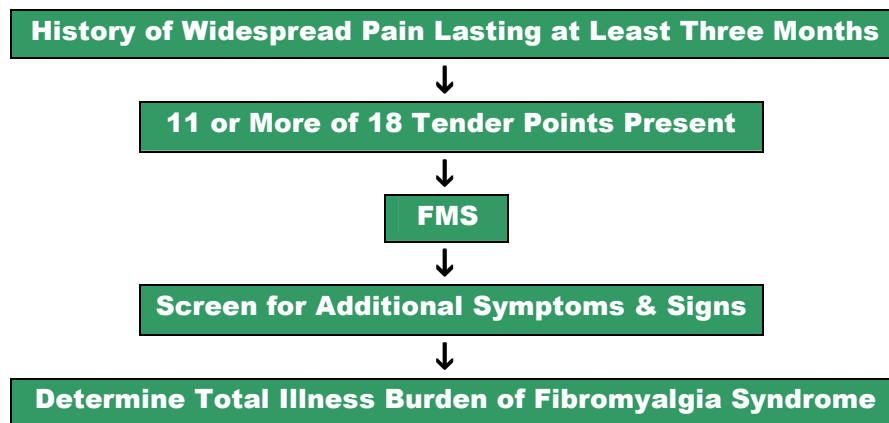 History of Widespread Pain Lasting at Least Three Months
11 or More of 18 Tender Points Present
FMS
Screen for Additional Symptoms & Signs
Determine Total Illness Burden of Fibromyalgia Syndrome